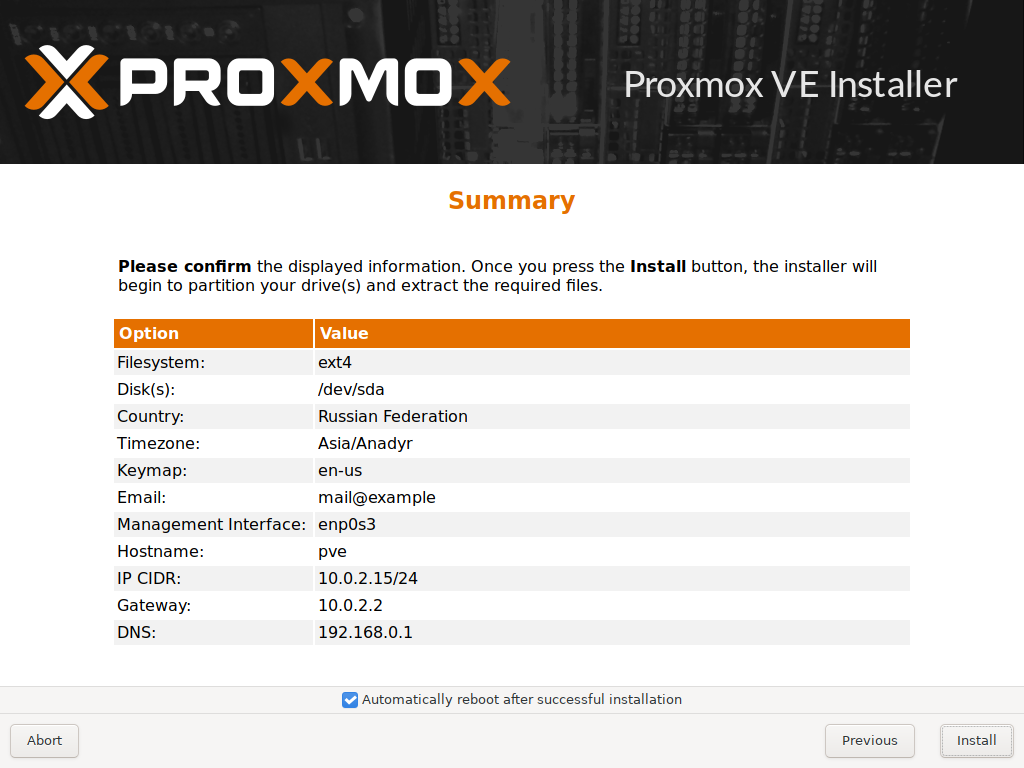 PROXMOX
Proxmox VE Installer
Summary
Please confirm the displayed information. Once you press the Install button, the installer will
begin to partition your drive(s) and extract the required files.
Option Value
Filesystem: ext4
Disk(s): /dev/sda
Country: Russian Federation
Timezone: Asia/Anadyr
Keymap: en-us
Email: mail@example
Management Interface: enp0s3
Hostname: pve
IP CIDR: 10.0.2.15/24
Gateway: 10.0.2.2
DNS: 192.168.0.1
Automatically reboot after successful installation
Abort Previous Install